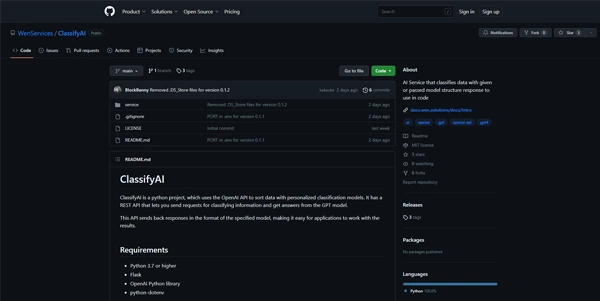 Product Solutions Open Source Pricing
Search
Sign in Sign up
WenServices / ClassifyAI Public
Notifications Fork 0 Star 3
Code Issues Pull requests Actions Projects Security Insights
main 1 branch 3 tags Go to file Code
BlockBenny Removed .DS_Store files for version 0.1.2 2 days ago 6 commits
service Removed .DS_Store files for version 0.1.2 2 days ago
.gitignore PORT in .env for version 0.1.1 2 days ago
LICENSE Initial commit last week
README.md PORT in .env for version 0.1.1 2 days ago
README.md
ClassifyAI
ClassifyAI is a python project, which uses the OpenAI API to sort data with personalized classification models. It has a
REST API that lets you send requests for classifying information and get answers from the GPT model.
This API sends back responses in the format of the specified model, making it easy for applications to work with the
results.
Requirements
Python 3.7 or higher
Flask
OpenAI Python library
python-dotenv
About
AI Service that classifies data with given
or passed model structure response to
use in code
docs.wen.solutions/docs/intro
ai openai gpt openai-api gpt4
Readme
MIT license
3 stars
0 watching
0 forks
Report repository
Releases
3 tags
Packages
No packages published
Languages
Python 100.0%